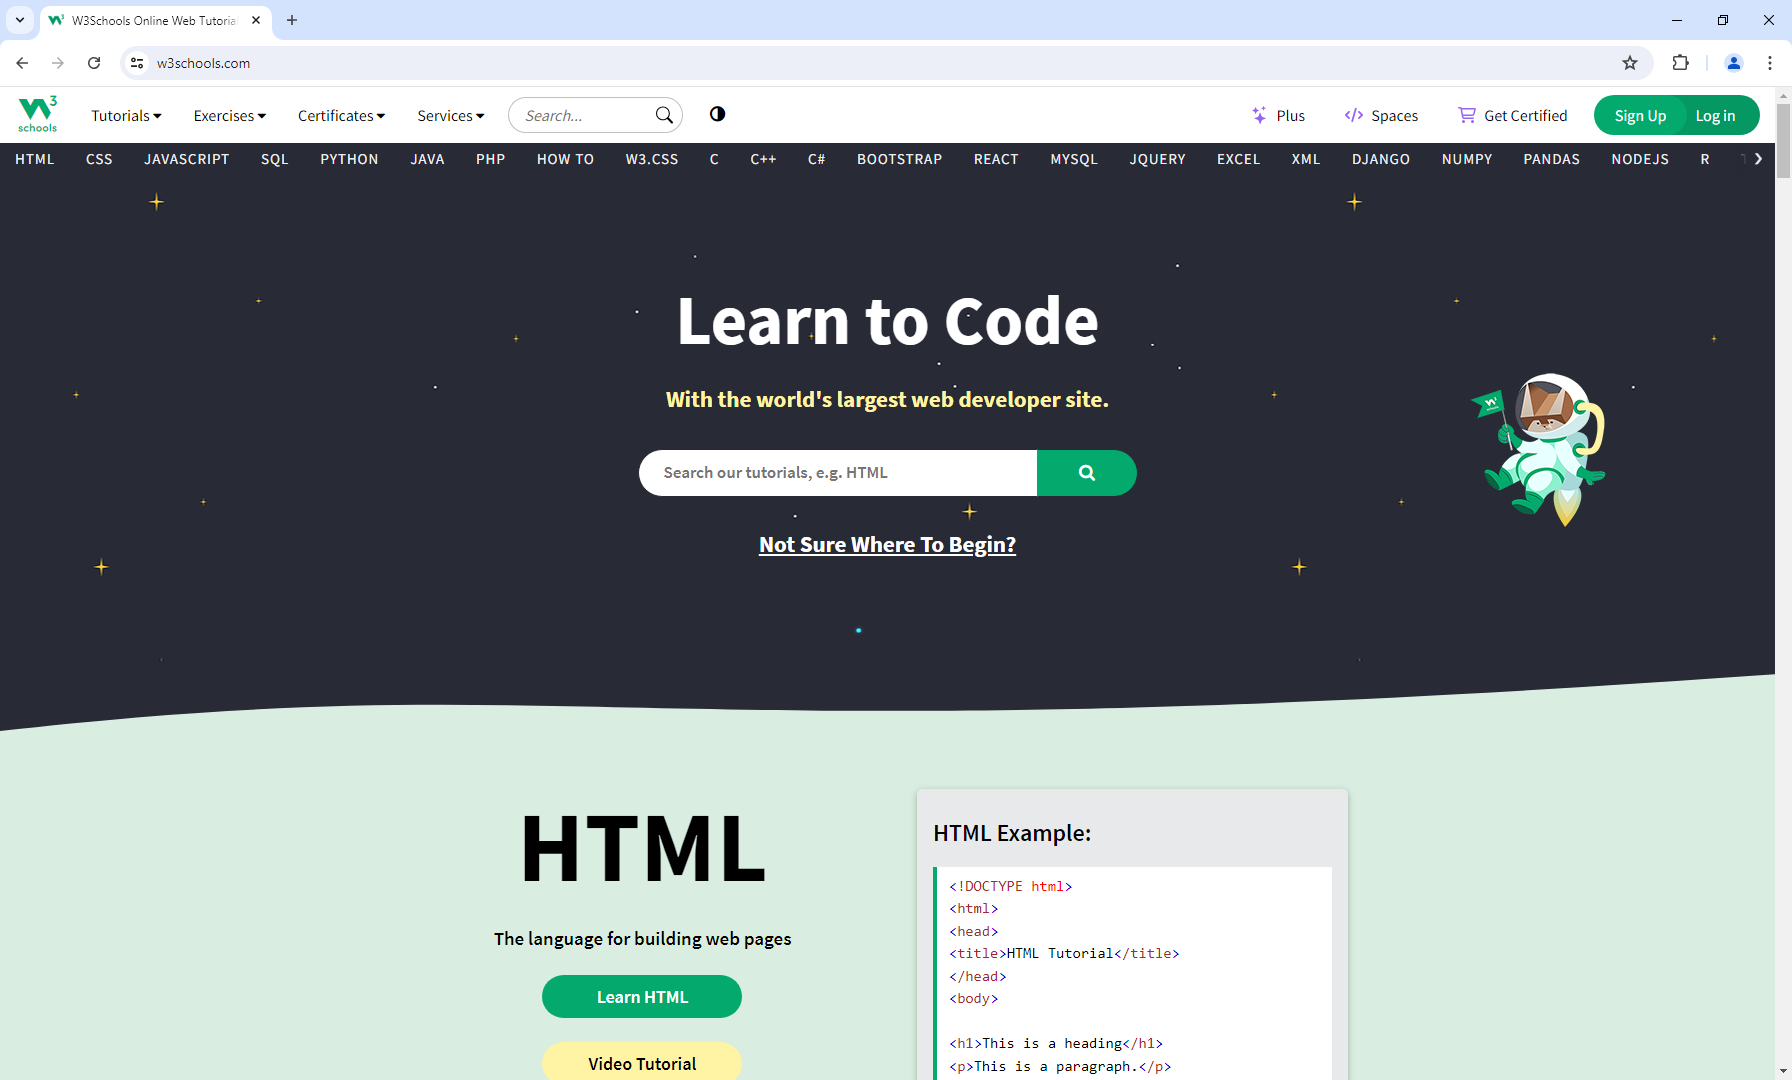 W3Schools Online Web Tutoria
w3schools.com
3
schools
Tutorials
Exercises
Certificates
Services
Search...
Plus
Spaces
Get Certified
Sign Up
Log in
HTML
CSS
JAVASCRIPT
SQL
PYTHON
JAVA
PHP
HOW TO
W3.CSS
C
C++
C#
BOOTSTRAP
REACT
MYSQL
JQUERY
EXCEL
XML
DJANGO
NUMPY
PANDAS
NODEJS
R
Learn to Code
With the world's largest web developer site.
Search our tutorials, e.g. HTML
Not Sure Where To Begin?
HTML
The language for building web pages
Learn HTML
Video Tutorial
HTML Example:
<!DOCTYPE html>
<html>
<head>
<title>HTML Tutorial</title>
</head>
<body>
<h1>This is a heading</h1>
<p>This is a paragraph.</p>